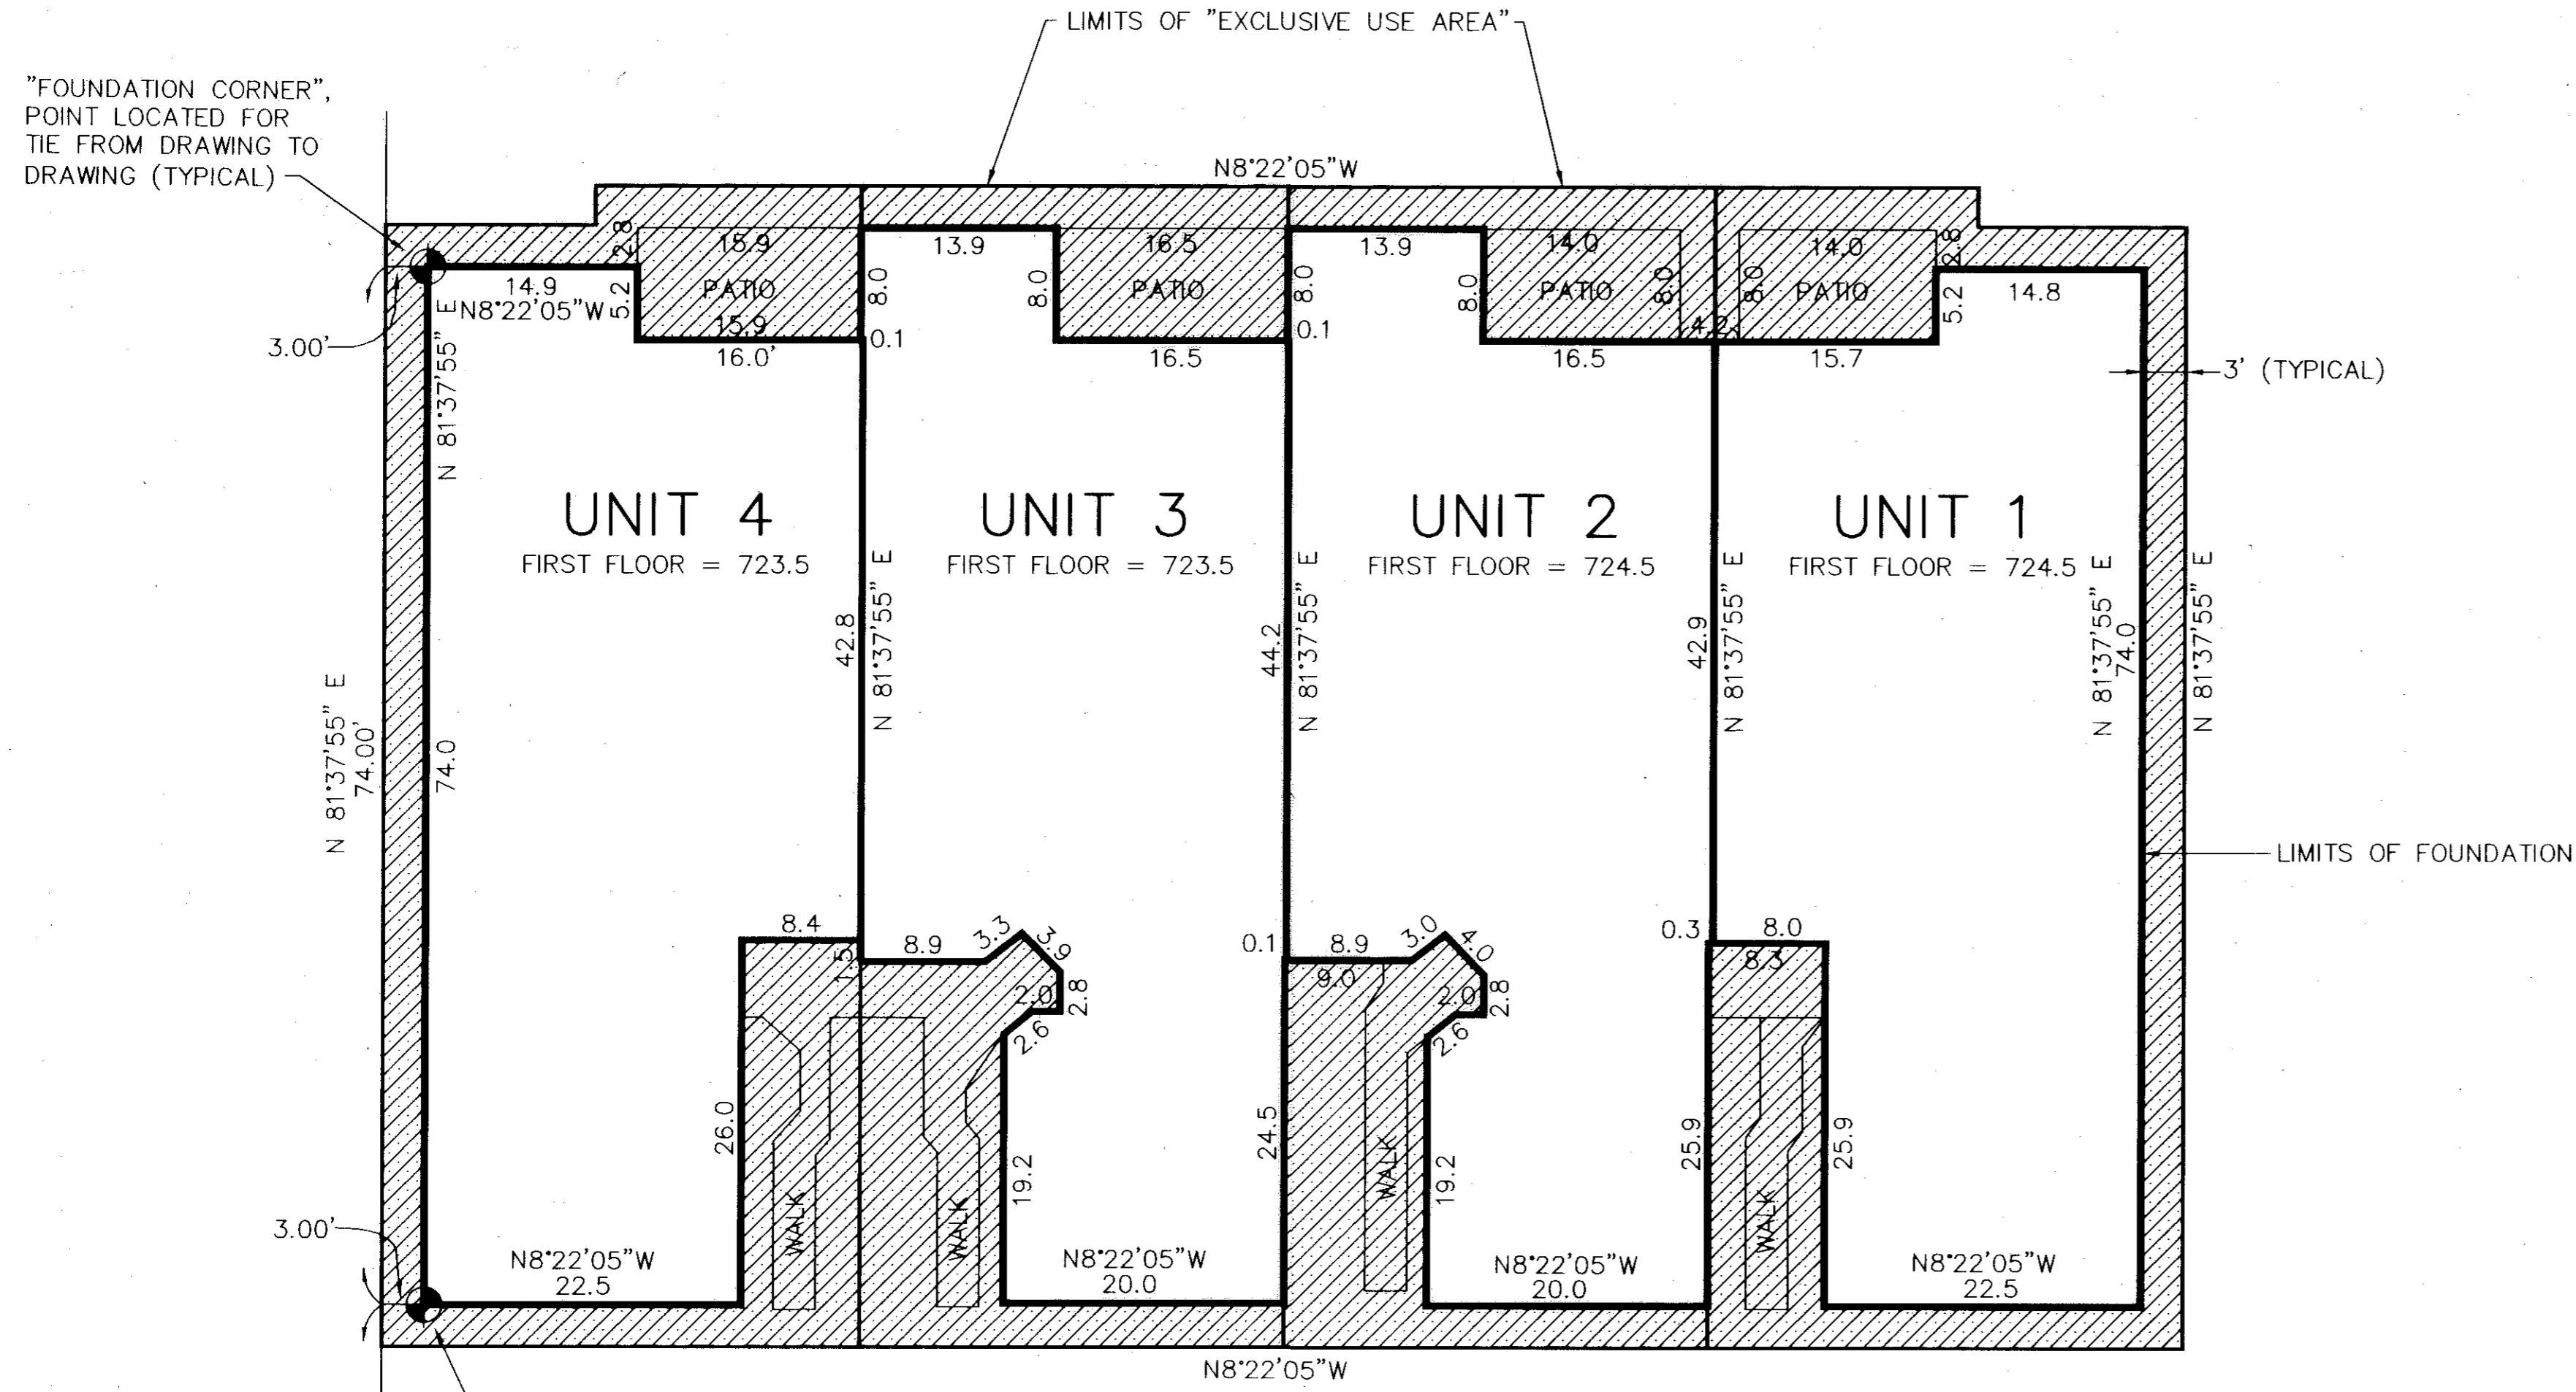 LIMITS OF "EXCLUSIVE USE AREA"
"FOUNDATION CORNER",
POINT LOCATED FOR
TIE FROM DRAWING TO
DRAWING (TYPICAL)
N8°22'05"W
2.8
15.9
13.9
16.5
13.9
14.0
14.0
2.8
14.9
N8°22'05"W
5.2
PATIO
8.0
8.0
PATIO
8.0
8.0
PATIO
8.0
8.0
PATIO
5.2
14.8
3.00'
15.9
0.1
0.1
4.2
16.0'
16.5
16.5
15.7
3' (TYPICAL)
N 81°37'55" E
UNIT 4
UNIT 3
UNIT 2
UNIT 1
FIRST FLOOR = 723.5
FIRST FLOOR = 723.5
FIRST FLOOR = 724.5
FIRST FLOOR = 724.5
42.8
N 81°37'55" E
44.2
N 81°37'55" E
42.9
N 81°37'55" E
N 81°37'55" E
74.0
N 81°37'55" E
N 81°37'55" E
74.00'
74.0
LIMITS OF FOUNDATION
8.4
1.5
8.9
3.3
3.9
0.1
8.9
3.0
4.0
0.3
8.0
9.0
8.3
2.0
2.8
2.0
2.8
2.6
2.6
26.0
19.2
24.5
19.2
25.9
25.9
WALK
WALK
WALK
WALK
3.00'
N8°22'05"W
22.5
N8°22'05"W
20.0
N8°22'05"W
20.0
N8°22'05"W
22.5
N8°22'05"W